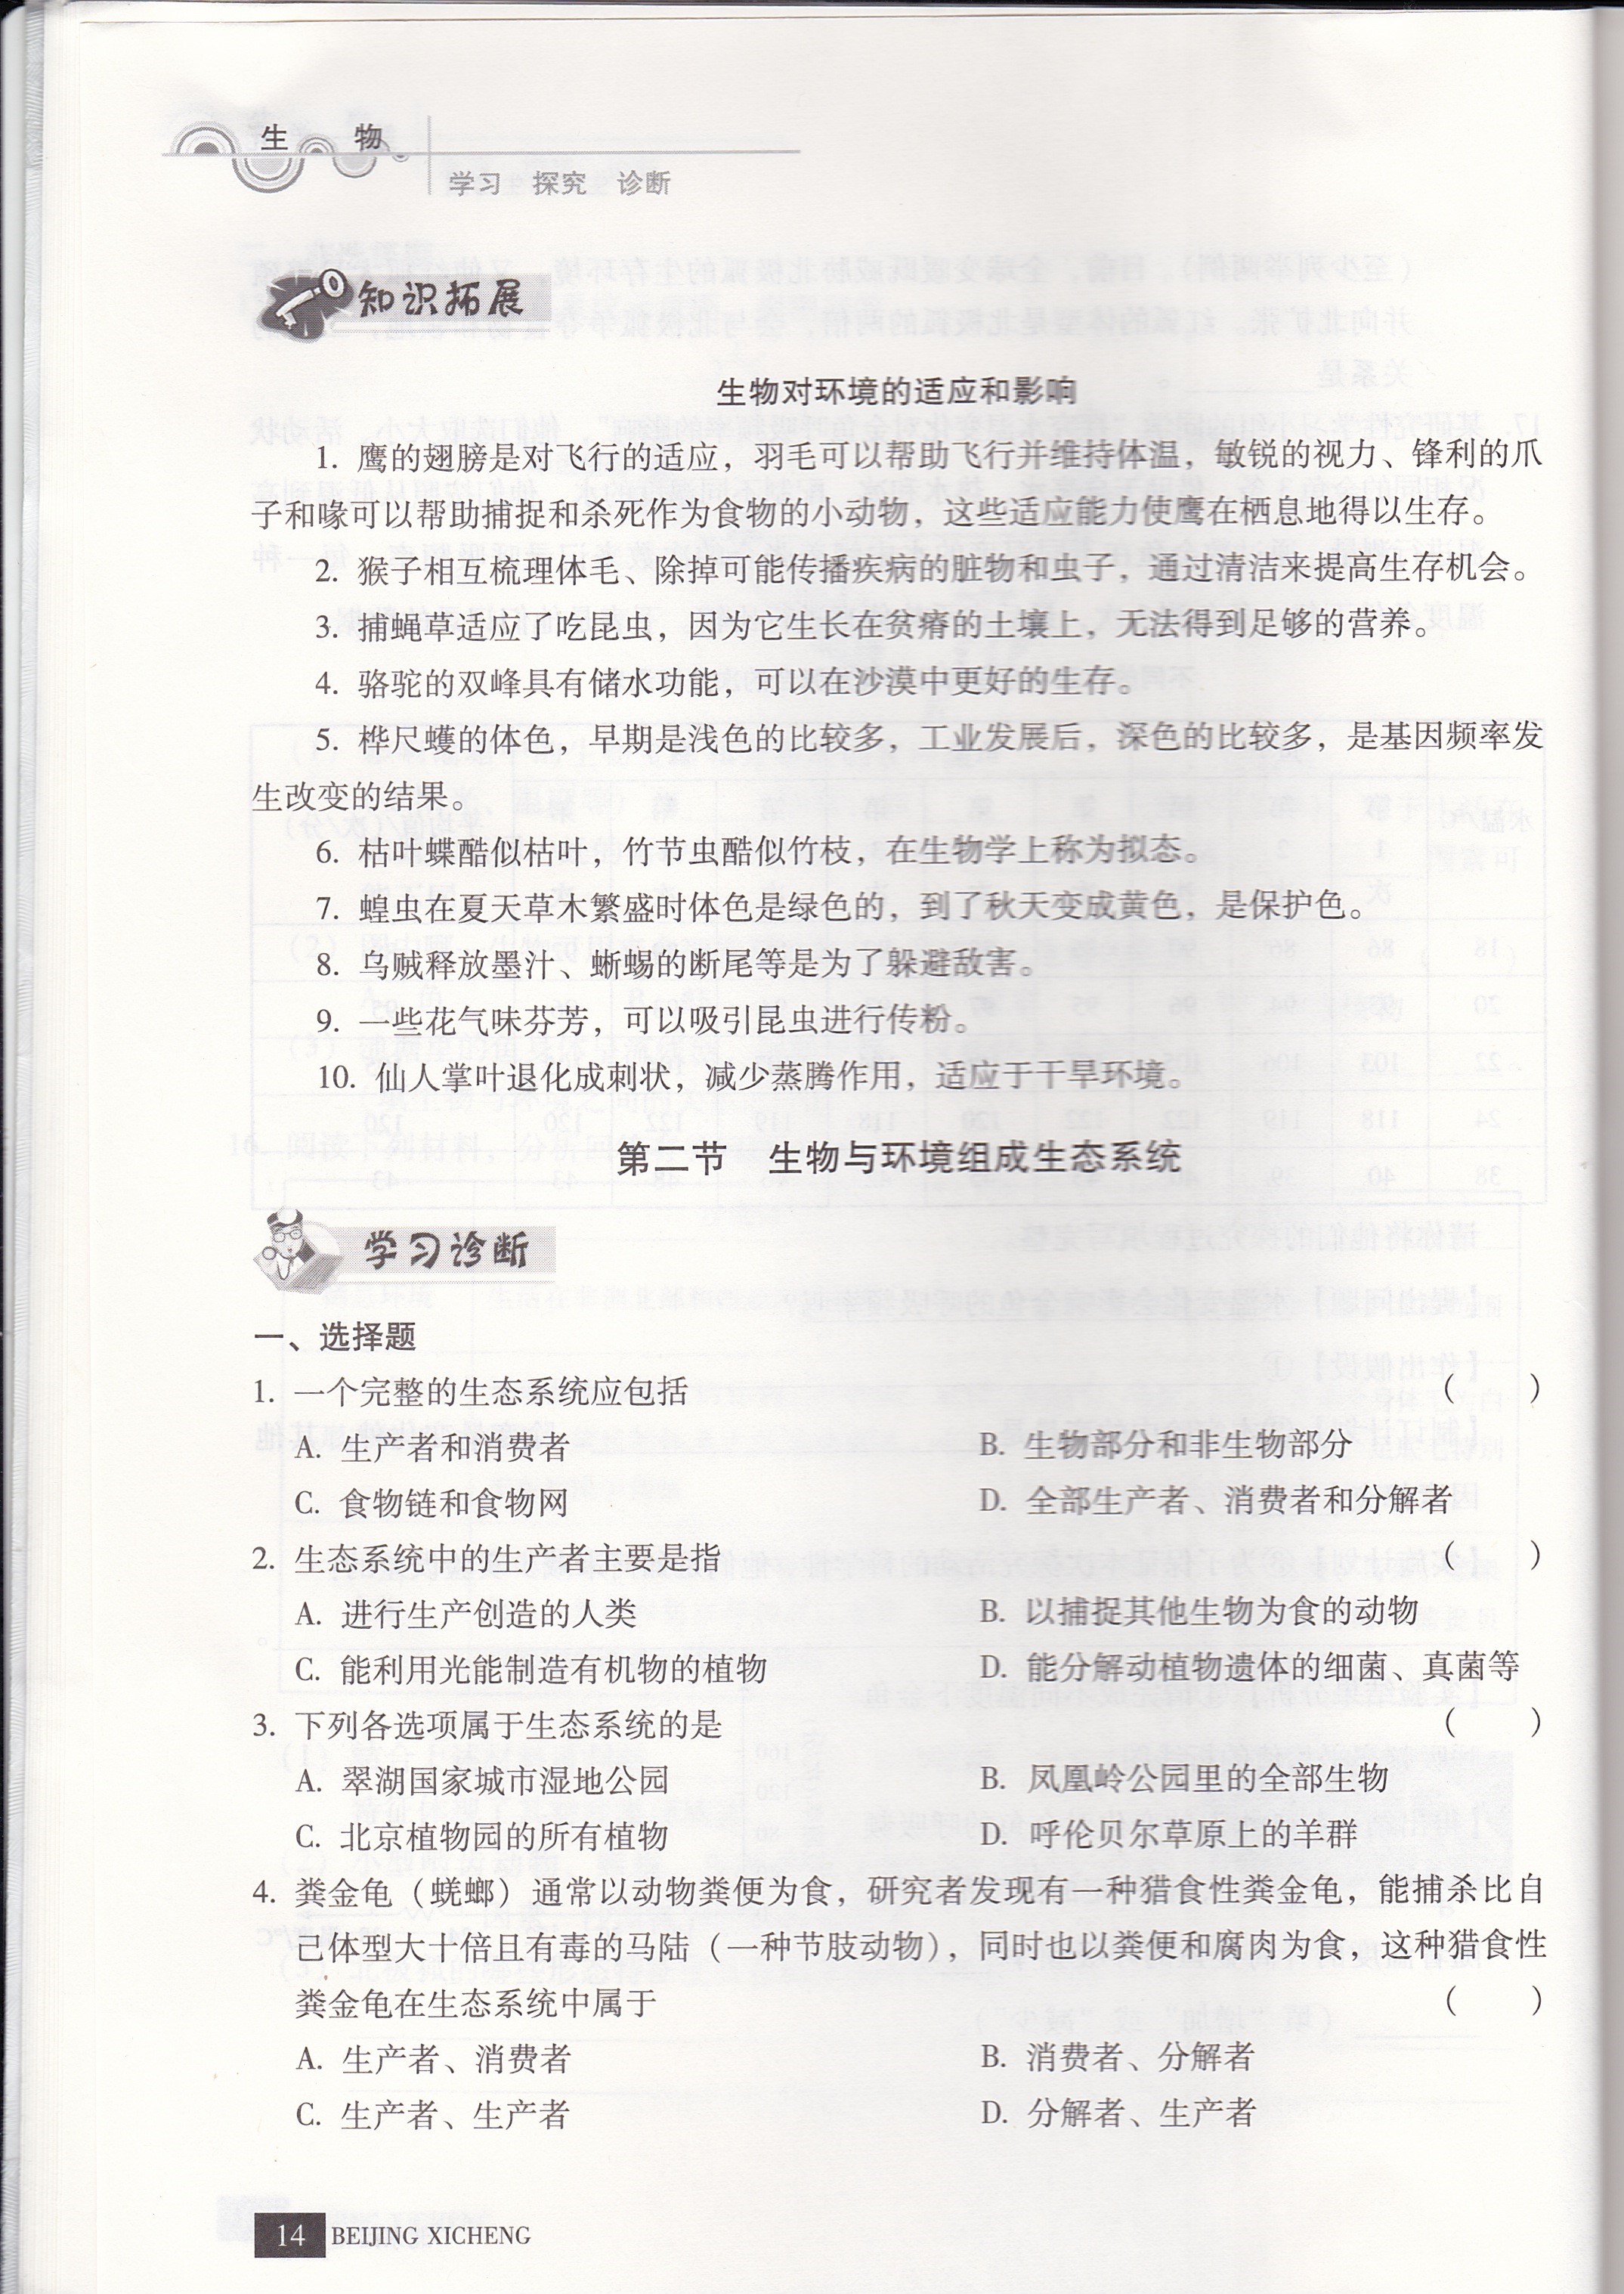 生 物
学习 探究 诊断
知识拓展
生物对环境的适应和影响
1. 鹰的翅膀是对飞行的适应，羽毛可以帮助飞行并维持体温，敏锐的视力、锋利的爪
子和喙可以帮助捕捉和杀死作为食物的小动物，这些适应能力使鹰在栖息地得以生存。
2. 猴子相互梳理体毛、除掉可能传播疾病的脏物和虫子，通过清洁来提高生存机会。
3. 捕蝇草适应了吃昆虫，因为它生长在贫瘠的土壤上，无法得到足够的营养。
4. 骆驼的双峰具有储水功能，可以在沙漠中更好的生存。
5. 桦尺蠖的体色，早期是浅色的比较多，工业发展后，深色的比较多，是基因频率发
生改变的结果。
6. 枯叶蝶酷似枯叶，竹节虫酷似竹枝，在生物学上称为拟态。
7. 蝗虫在夏天草木繁盛时体色是绿色的，到了秋天变成黄色，是保护色。
8. 乌贼释放墨汁、蜥蜴的断尾等是为了躲避敌害。
9. 一些花气味芬芳，可以吸引昆虫进行传粉。
10. 仙人掌叶退化成刺状，减少蒸腾作用，适应于干旱环境。
第二节 生物与环境组成生态系统
学习诊断
一、选择题
1. 一个完整的生态系统应包括 （ ）
A. 生产者和消费者 B. 生物部分和非生物部分
C. 食物链和食物网 D. 全部生产者、消费者和分解者
2. 生态系统中的生产者主要是指 （ ）
A. 进行生产创造的人类 B. 以捕捉其他生物为食的动物
C. 能利用光能制造有机物的植物 D. 能分解动植物遗体的细菌、真菌等
3. 下列各选项属于生态系统的是 （ ）
A. 翠湖国家城市湿地公园 B. 凤凰岭公园里的全部生物
C. 北京植物园的所有植物 D. 呼伦贝尔草原上的羊群
4. 粪金龟（蜣螂）通常以动物粪便为食，研究者发现有一种猎食性粪金龟，能捕杀比自
己体型大十倍且有毒的马陆（一种节肢动物），同时也以粪便和腐肉为食，这种猎食性
粪金龟在生态系统中属于 （ ）
A. 生产者、消费者 B. 消费者、分解者
C. 生产者、生产者 D. 分解者、生产者
14 BEIJING XICHENG